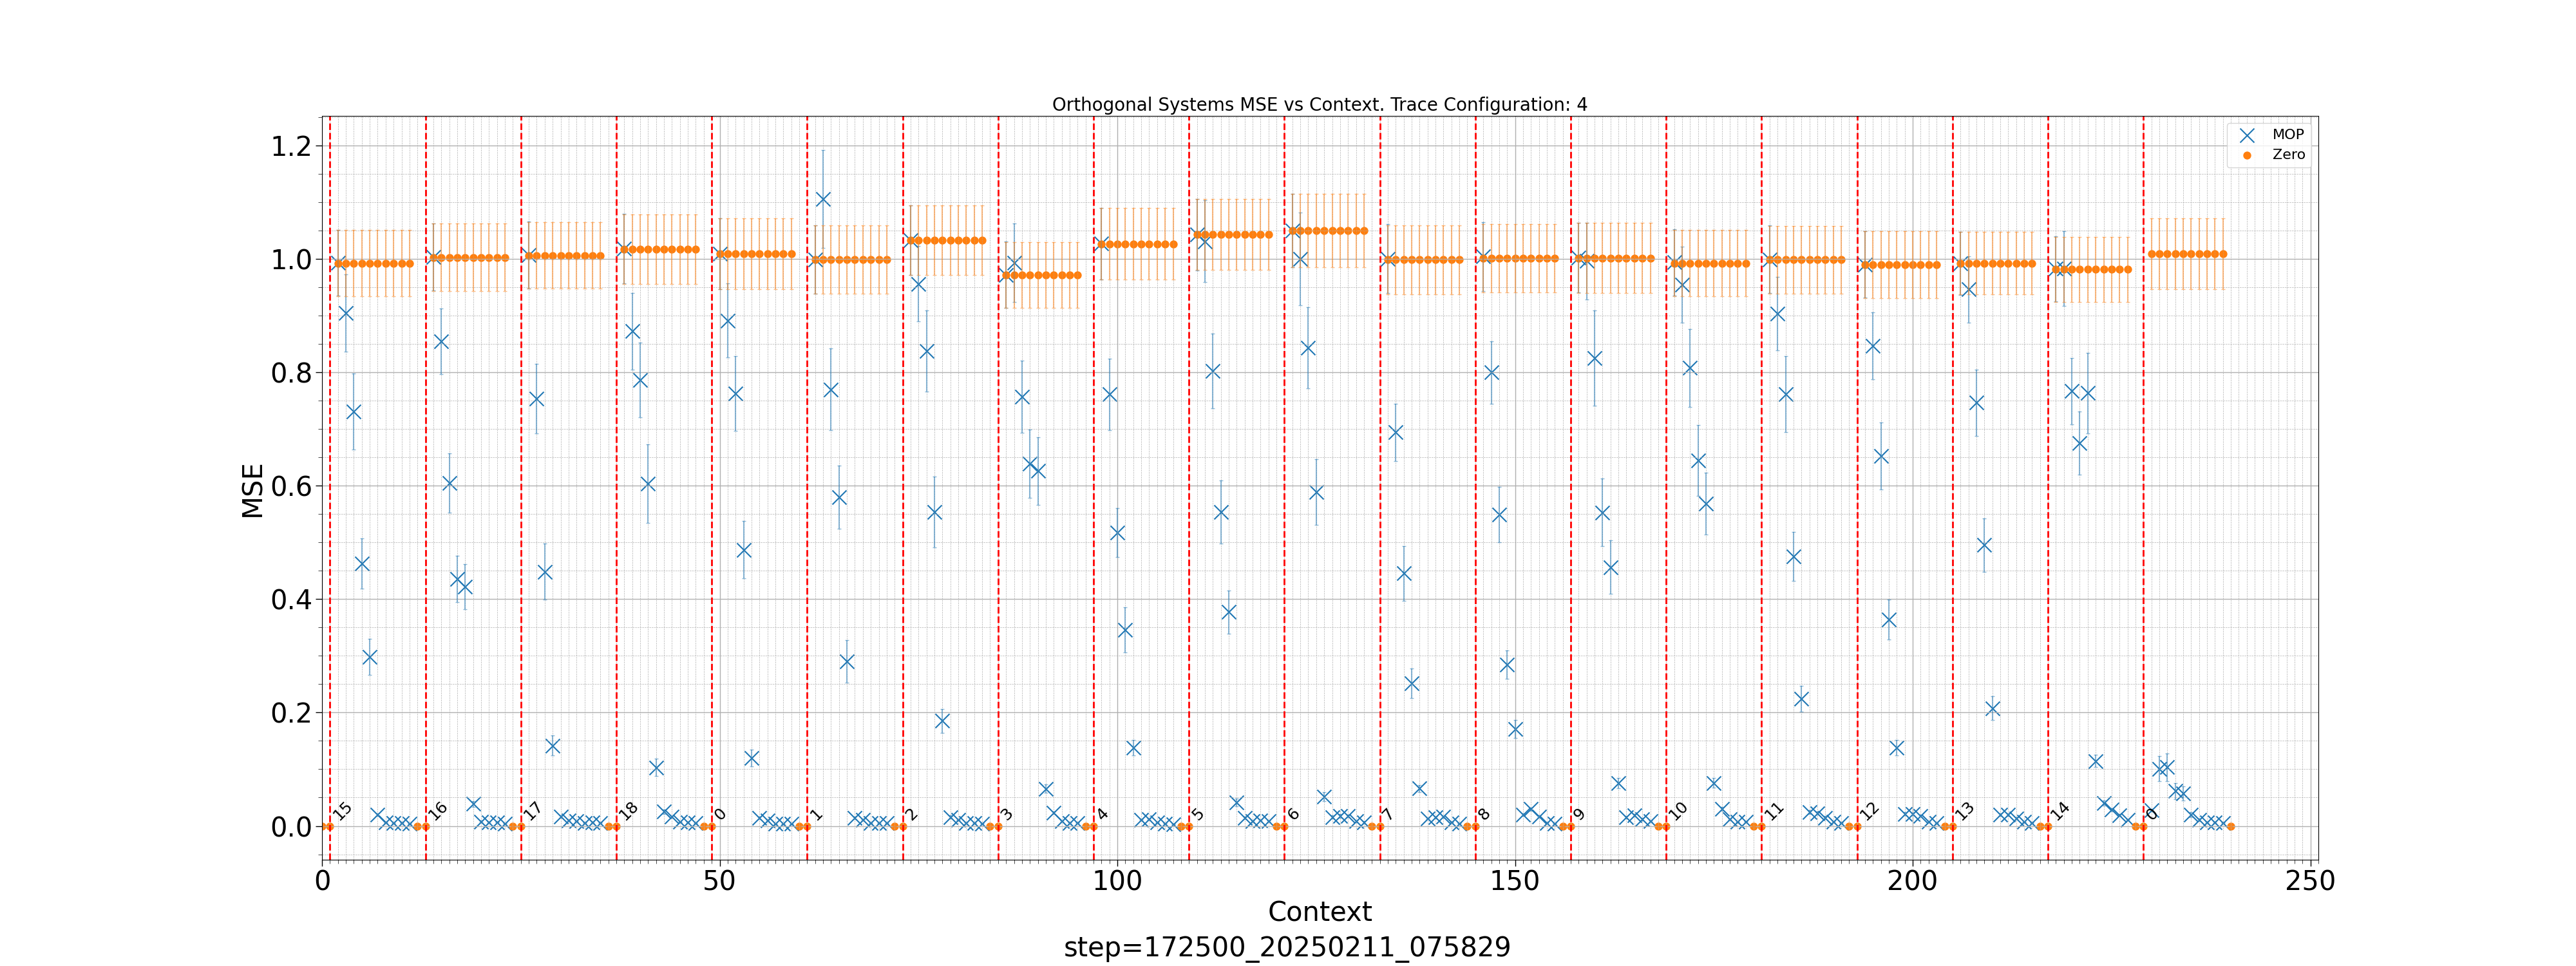 Orthogonal Systems MSE vs Context. Trace Configuration: 4
MOP
Zero
1.2
1.0
0.8
0.6
0.4
0.2
0.0
MSE
15 16 17 18 0 1 2 3 4 5 6 7 8 9 10 11 12 13 14 0
0 50 100 150 200 250
Context
step=172500_20250211_075829